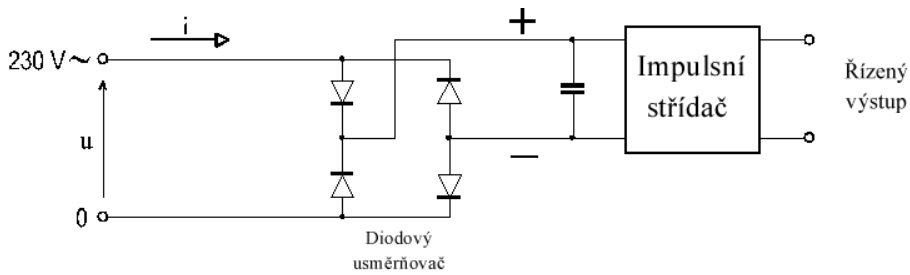 i
+
230 V~
Impulsní
střídač
Řízený
výstup
u
−
0
Diodový
usměrňovač